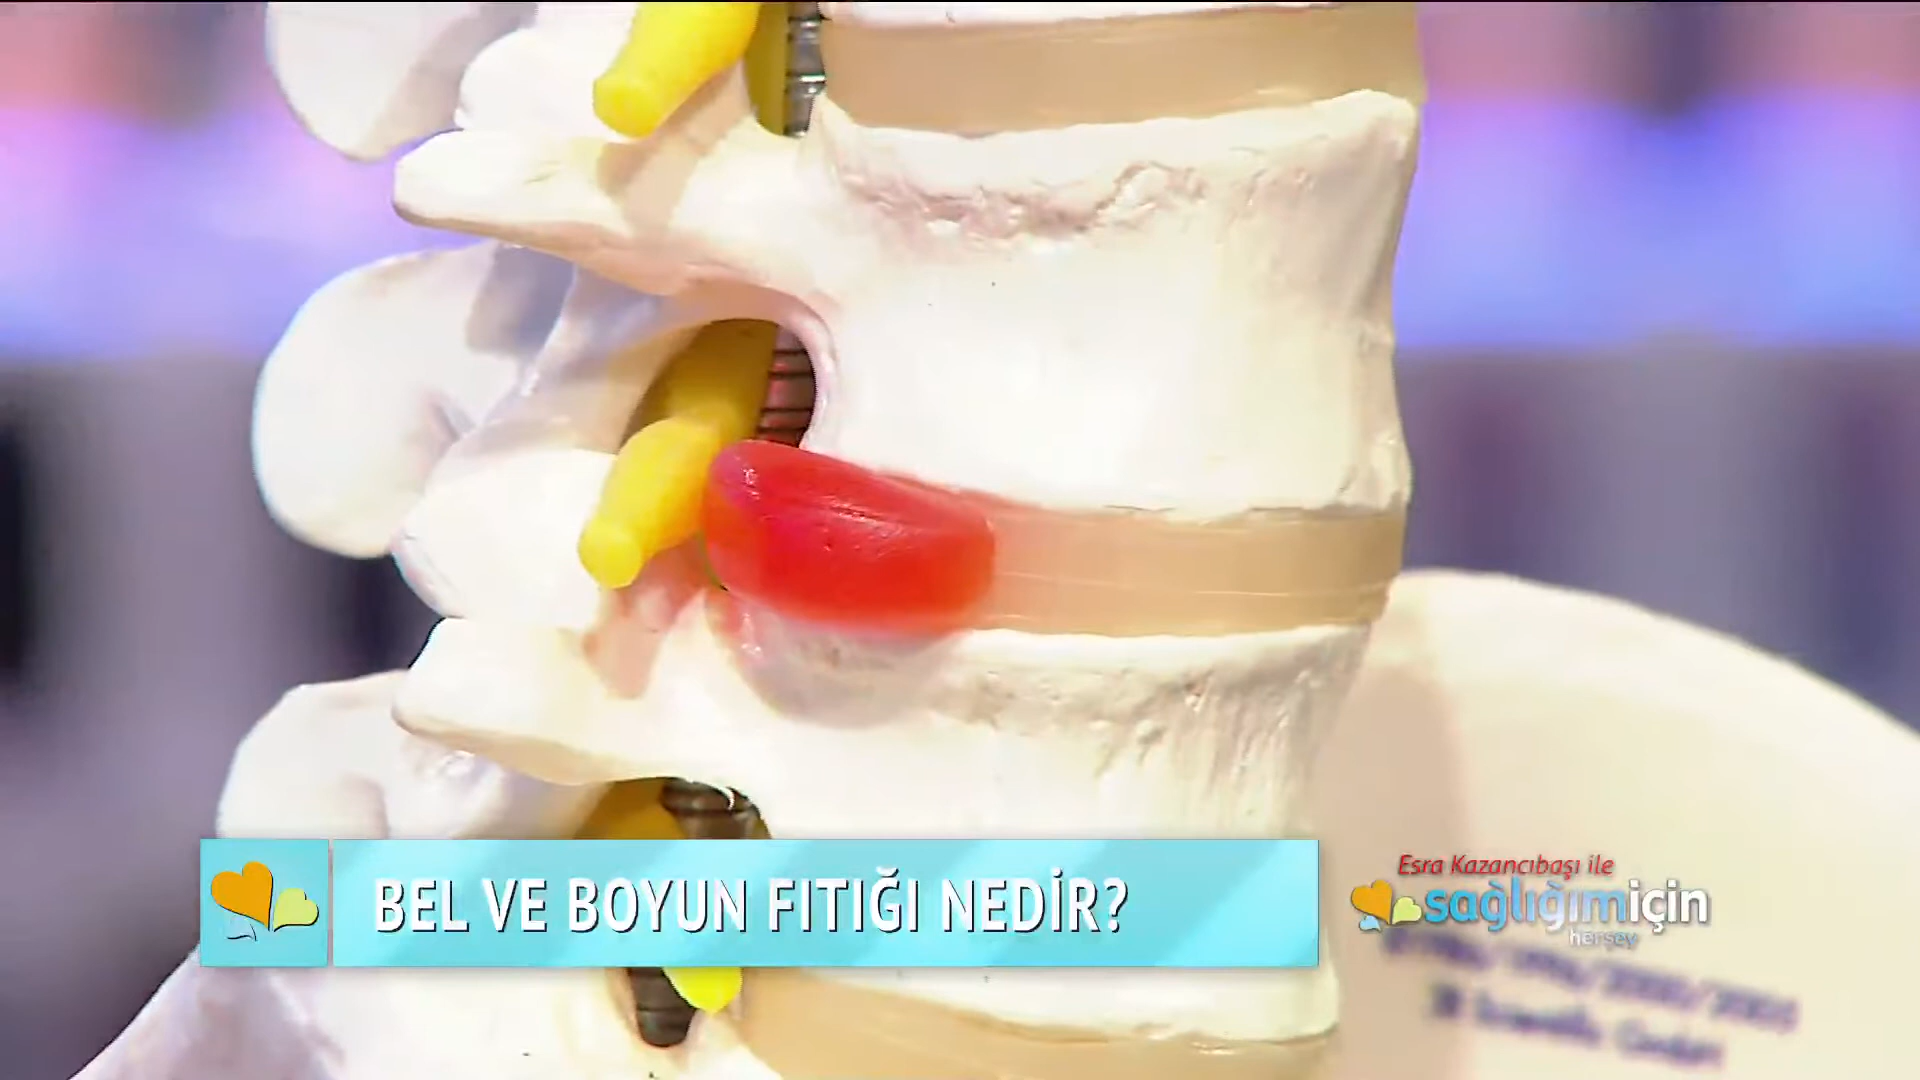 BEL VE BOYUN FITIĞI NEDİR?
Esra Kazancıbaşı ile
sağlığımiçin
herşey